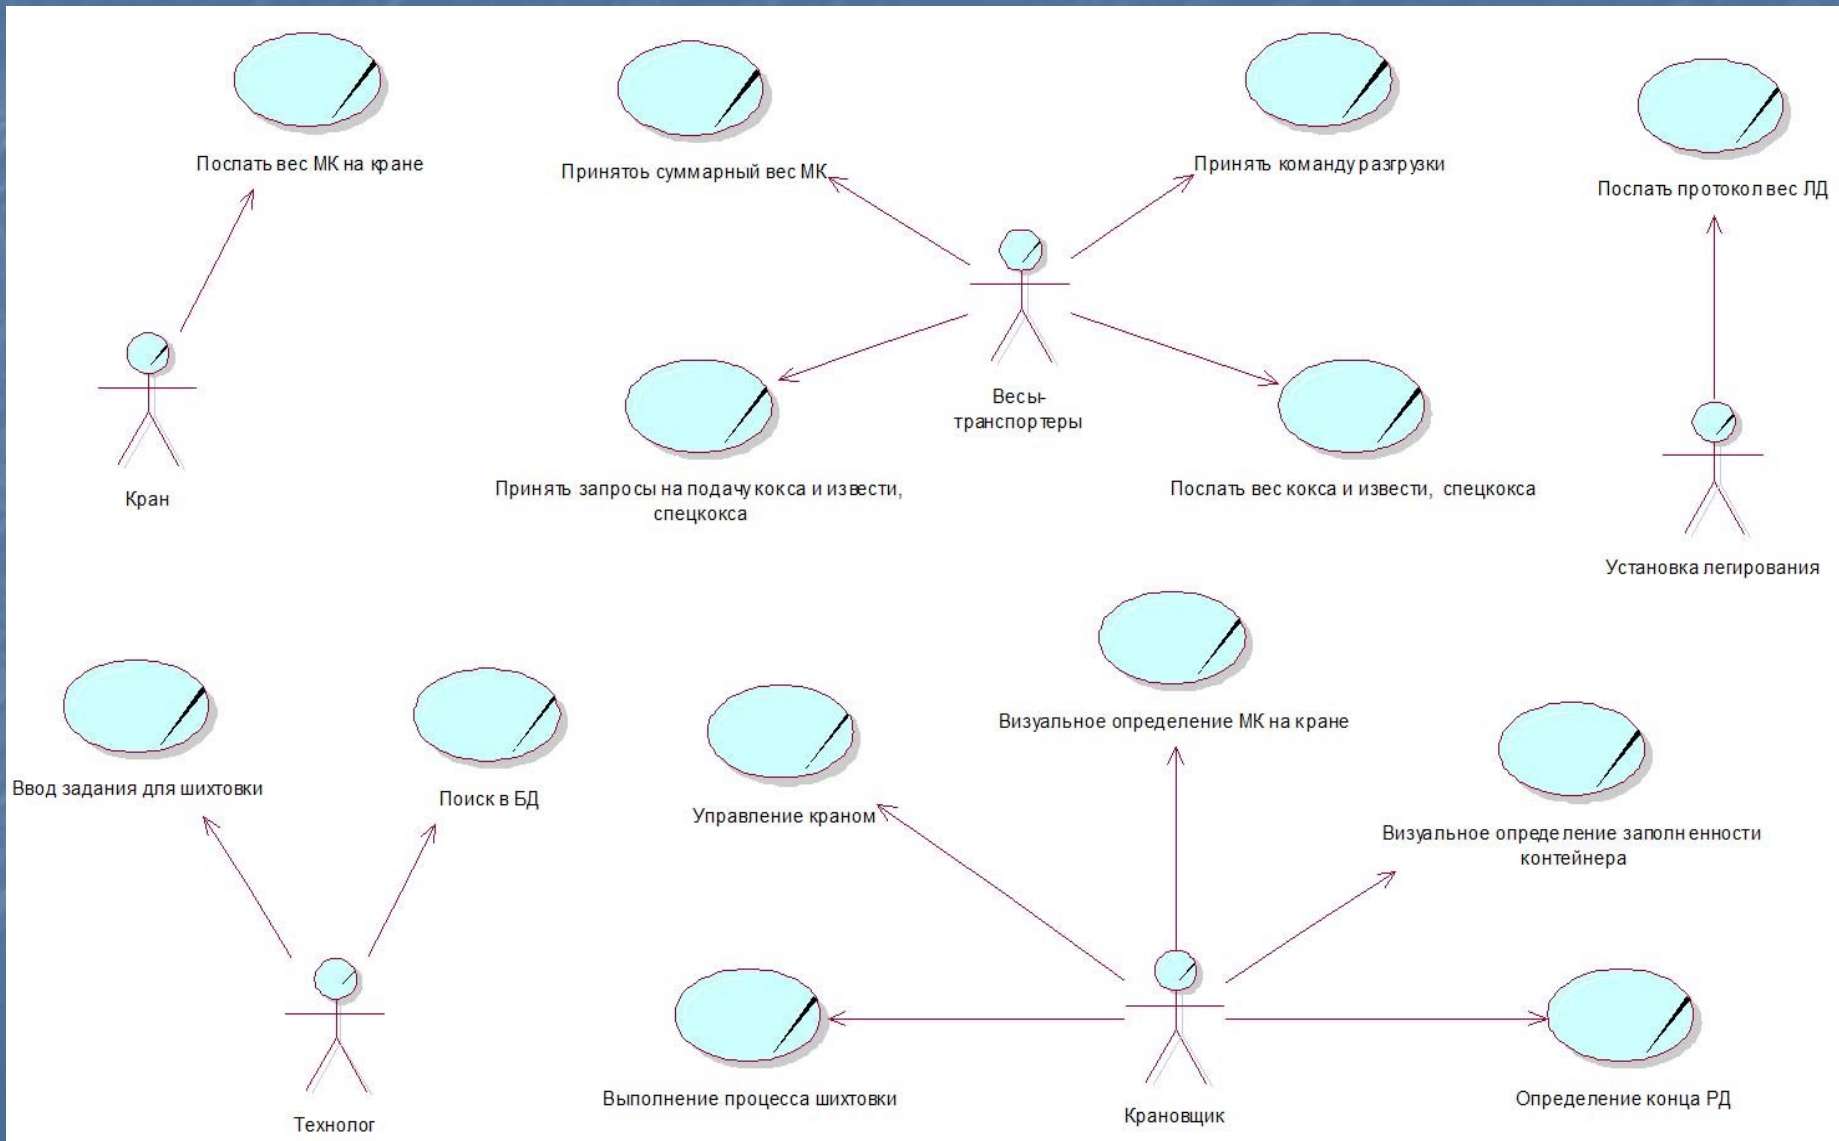 Послать вес МК на кране
Принятоь суммарный вес МК
Принять команду разгрузки
Послать протокол вес ЛД
Весы-
транспортеры
Кран
Принять запросы на подачу кокса и извести,
спецкокса
Послать вес кокса и извести, спецкокса
Установка легирования
Визуальное определение МК на кране
Ввод задания для шихтовки
Поиск в БД
Управление краном
Визуальное определение заполненности
контейнера
Выполнение процесса шихтовки
Определение конца РД
Технолог
Крановщик